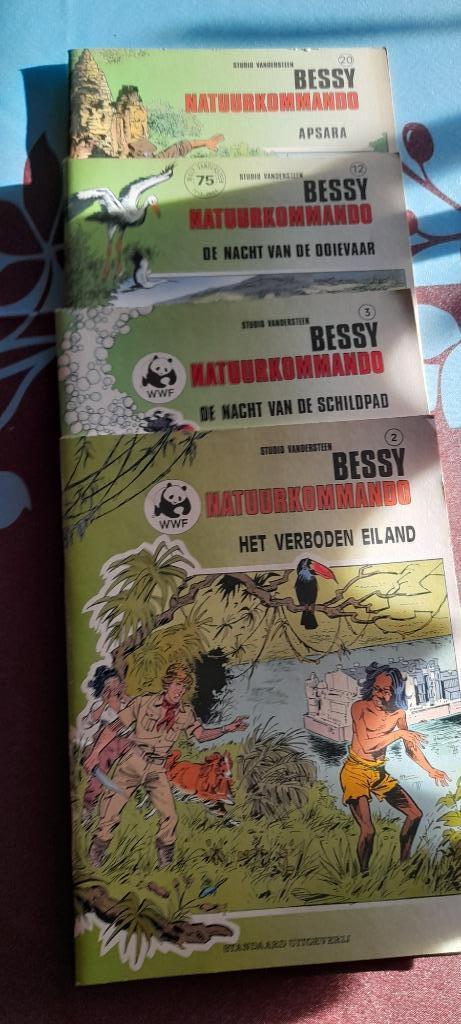 20
STUDIO VANDERSTEEN
BESSY
NATUURKOMMANDO
APSARA
75
12
STUDIO VANDERSTEEN
BESSY
NATUURKOMMANDO
DE NACHT VAN DE OOIEVAAR
3
STUDIO VANDERSTEEN
BESSY
NATUURKOMMANDO
WWF
DE NACHT VAN DE SCHILDPAD
2
STUDIO VANDERSTEEN
BESSY
NATUURKOMMANDO
WWF
HET VERBODEN EILAND
STANDAARD UITGEVERIJ